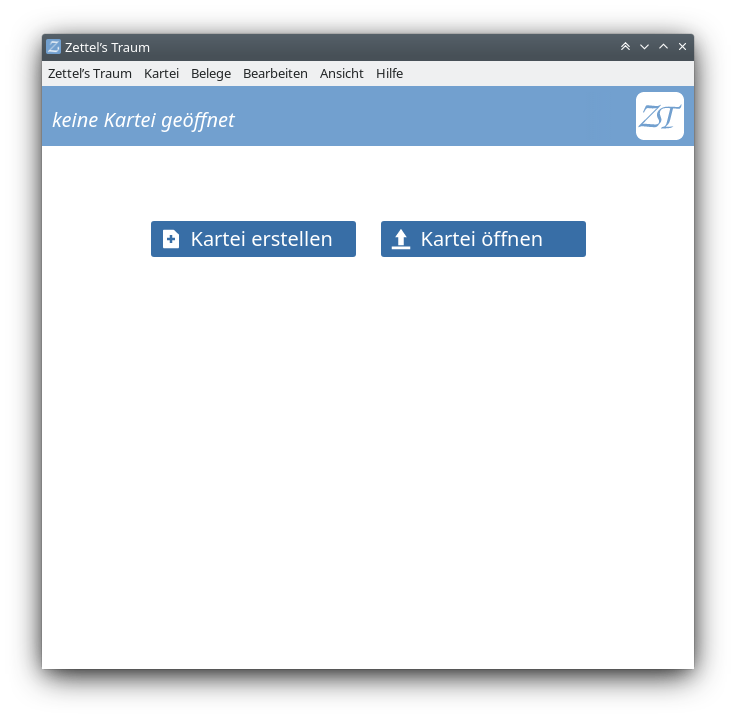 Zettel’s Traum
Zettel’s Traum Kartei Belege Bearbeiten Ansicht Hilfe
keine Kartei geöffnet
ZT
Kartei erstellen
Kartei öffnen